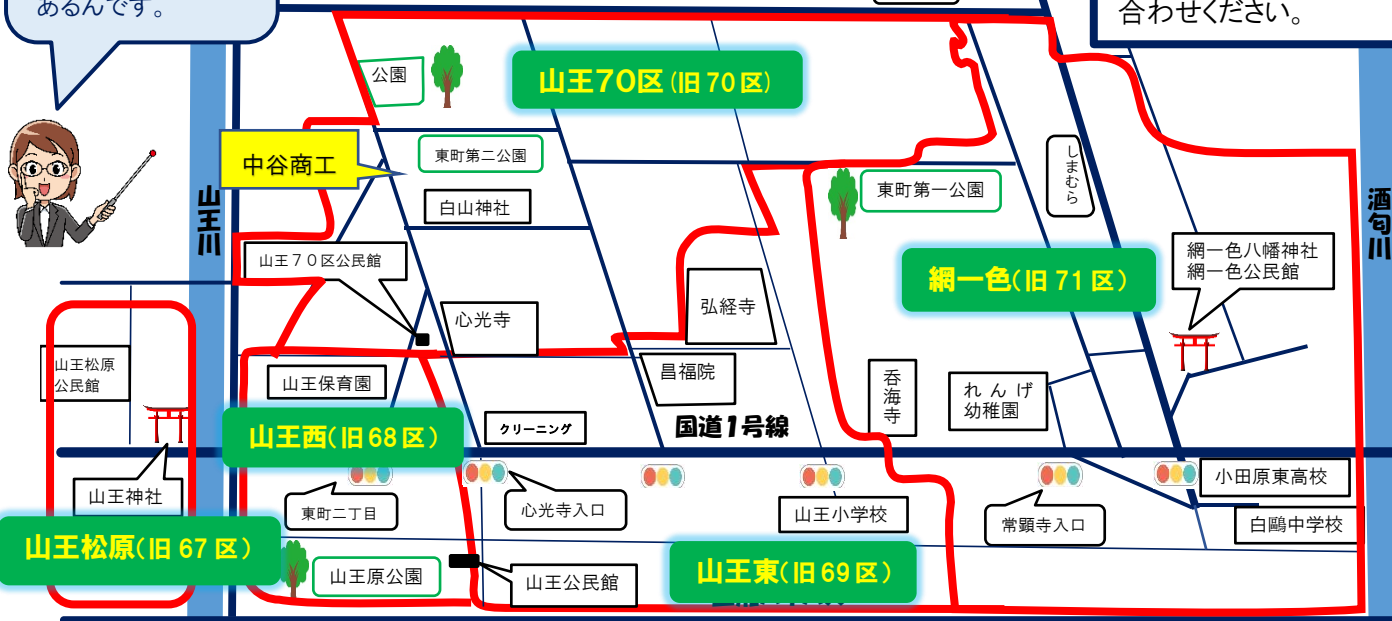 あるんです。
合わせください。
公園
山王70区(旧70区)
中谷商工
東町第二公園
しまむら
東町第一公園
白山神社
山王川
酒匂川
山王70区公民館
網一色八幡神社
網一色公民館
網一色(旧71区)
弘経寺
心光寺
山王松原
公民館
昌福院
山王保育園
呑海寺
れんげ
幼稚園
山王西(旧68区)
クリーニング
国道1号線
小田原東高校
山王神社
東町二丁目
心光寺入口
山王小学校
常顕寺入口
白鷗中学校
山王松原(旧67区)
山王原公園
山王公民館
山王東(旧69区)